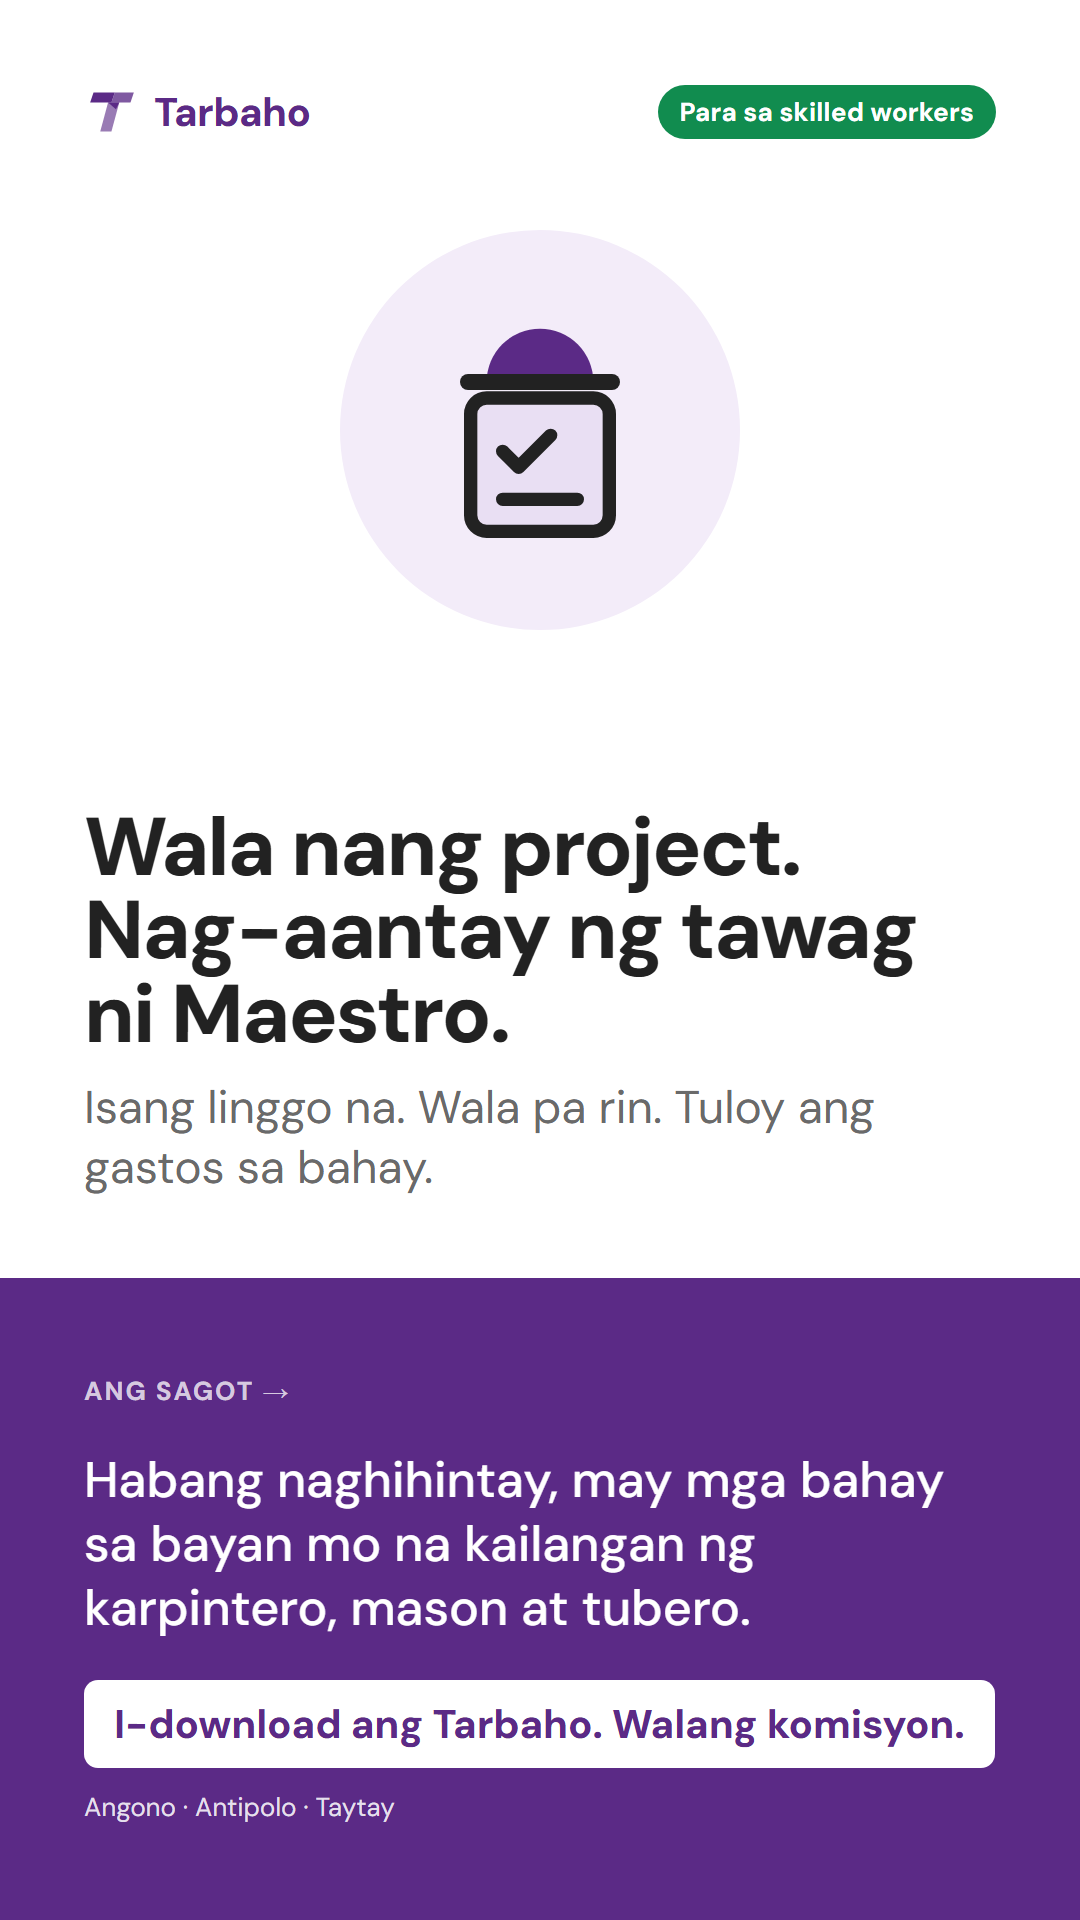 Tarbaho
Para sa skilled workers
Wala nang project.
Nag-aantay ng tawag
ni Maestro.
Isang linggo na. Wala pa rin. Tuloy ang
gastos sa bahay.
ANG SAGOT →
Habang naghihintay, may mga bahay
sa bayan mo na kailangan ng
karpintero, mason at tubero.
I-download ang Tarbaho. Walang komisyon.
Angono · Antipolo · Taytay